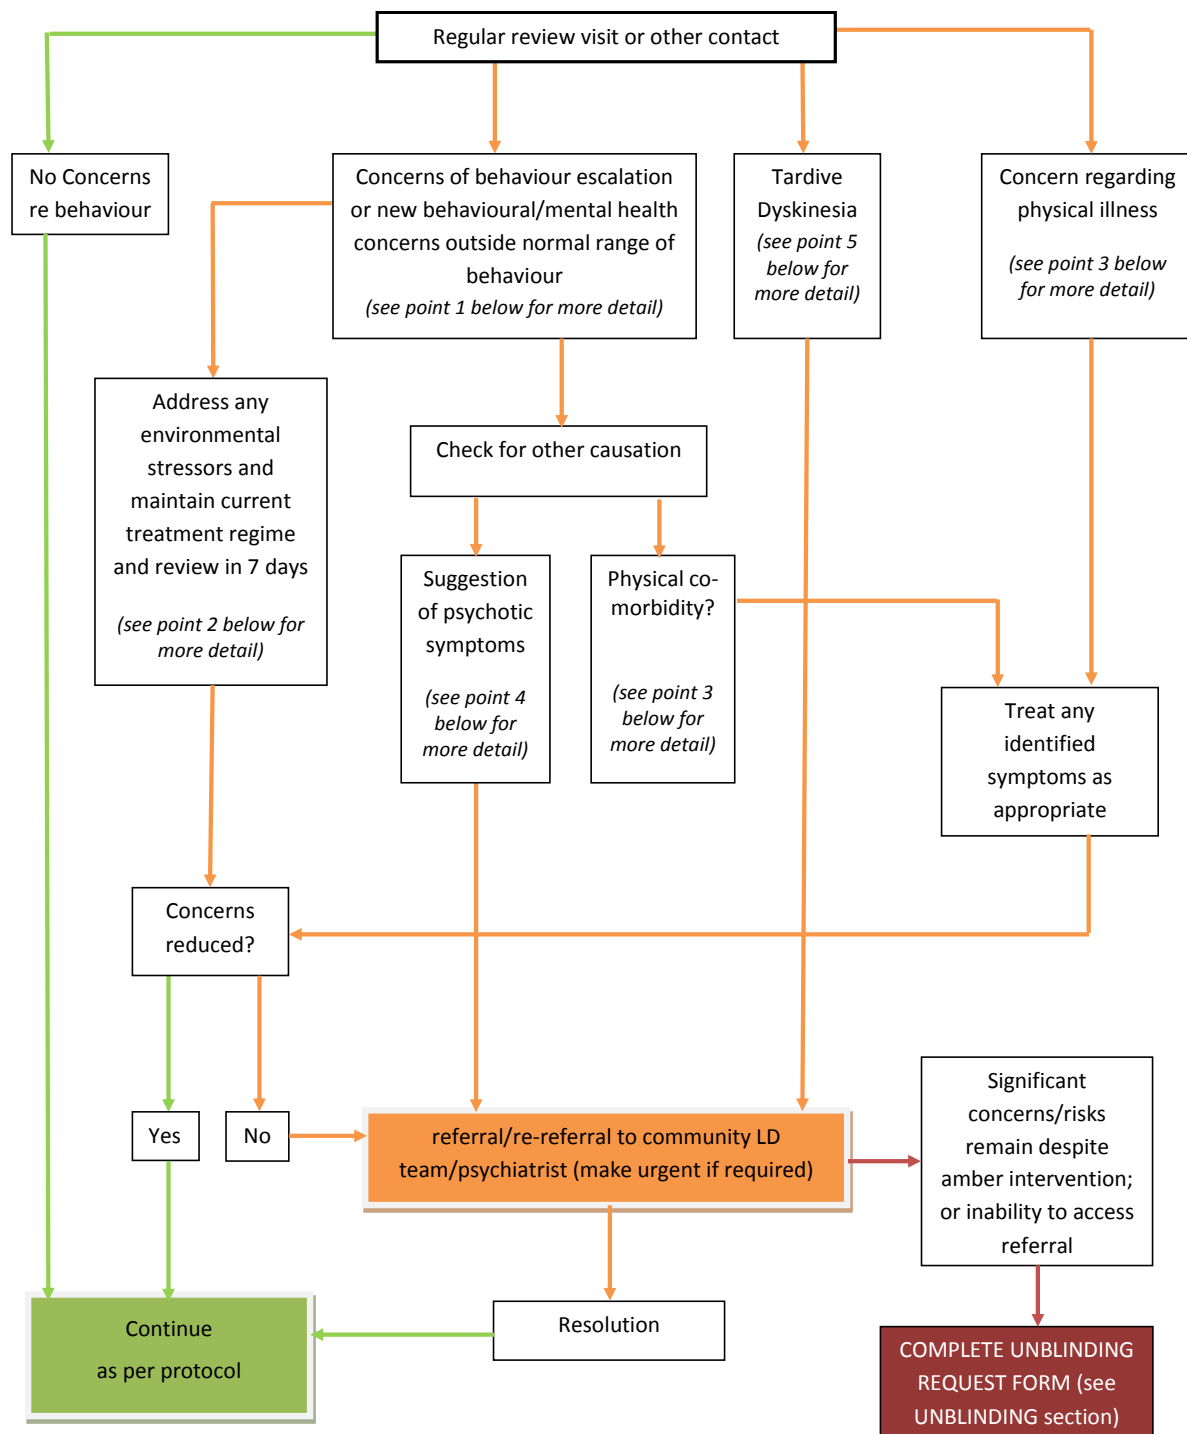 Regular review visit or other contact
No Concerns
re behaviour
Concerns of behaviour escalation
or new behavioural/mental health
concerns outside normal range of
behaviour
(see point 1 below for more detail)
Tardive
Dyskinesia
(see point 5
below for
more detail)
Concern regarding
physical illness
(see point 3 below
for more detail)
Address any
environmental
stressors and
maintain current
treatment regime
and review in 7 days
(see point 2 below for
more detail)
Check for other causation
Suggestion
of psychotic
symptoms
(see point 4
below for
more detail)
Physical co-
morbidity?
(see point 3
below for
more detail)
Treat any
identified
symptoms as
appropriate
Concerns
reduced?
Yes
No
referral/re-referral to community LD
team/psychiatrist (make urgent if required)
Significant
concerns/risks
remain despite
amber intervention;
or inability to access
referral
Continue
as per protocol
Resolution
COMPLETE UNBLINDING
REQUEST FORM (see
UNBLINDING section)